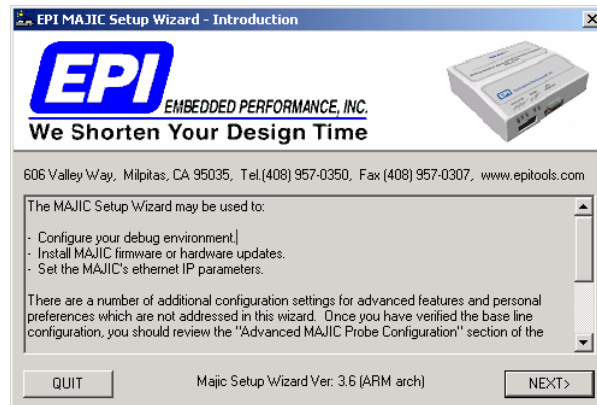 EPI MAJIC Setup Wizard - Introduction
EPI
EMBEDDED PERFORMANCE, INC.
We Shorten Your Design Time
EPI
606 Valley Way, Milpitas, CA 95035, Tel.(408) 957-0350, Fax (408) 957-0307, www.epitools.com
The MAJIC Setup Wizard may be used to:
- Configure your debug environment.
- Install MAJIC firmware or hardware updates.
- Set the MAJIC's ethernet IP parameters.
There are a number of additional configuration settings for advanced features and personal
preferences which are not addressed in this wizard. Once you have verified the base line
configuration, you should review the "Advanced MAJIC Probe Configuration" section of the
QUIT
Majic Setup Wizard Ver: 3.6 (ARM arch)
NEXT>